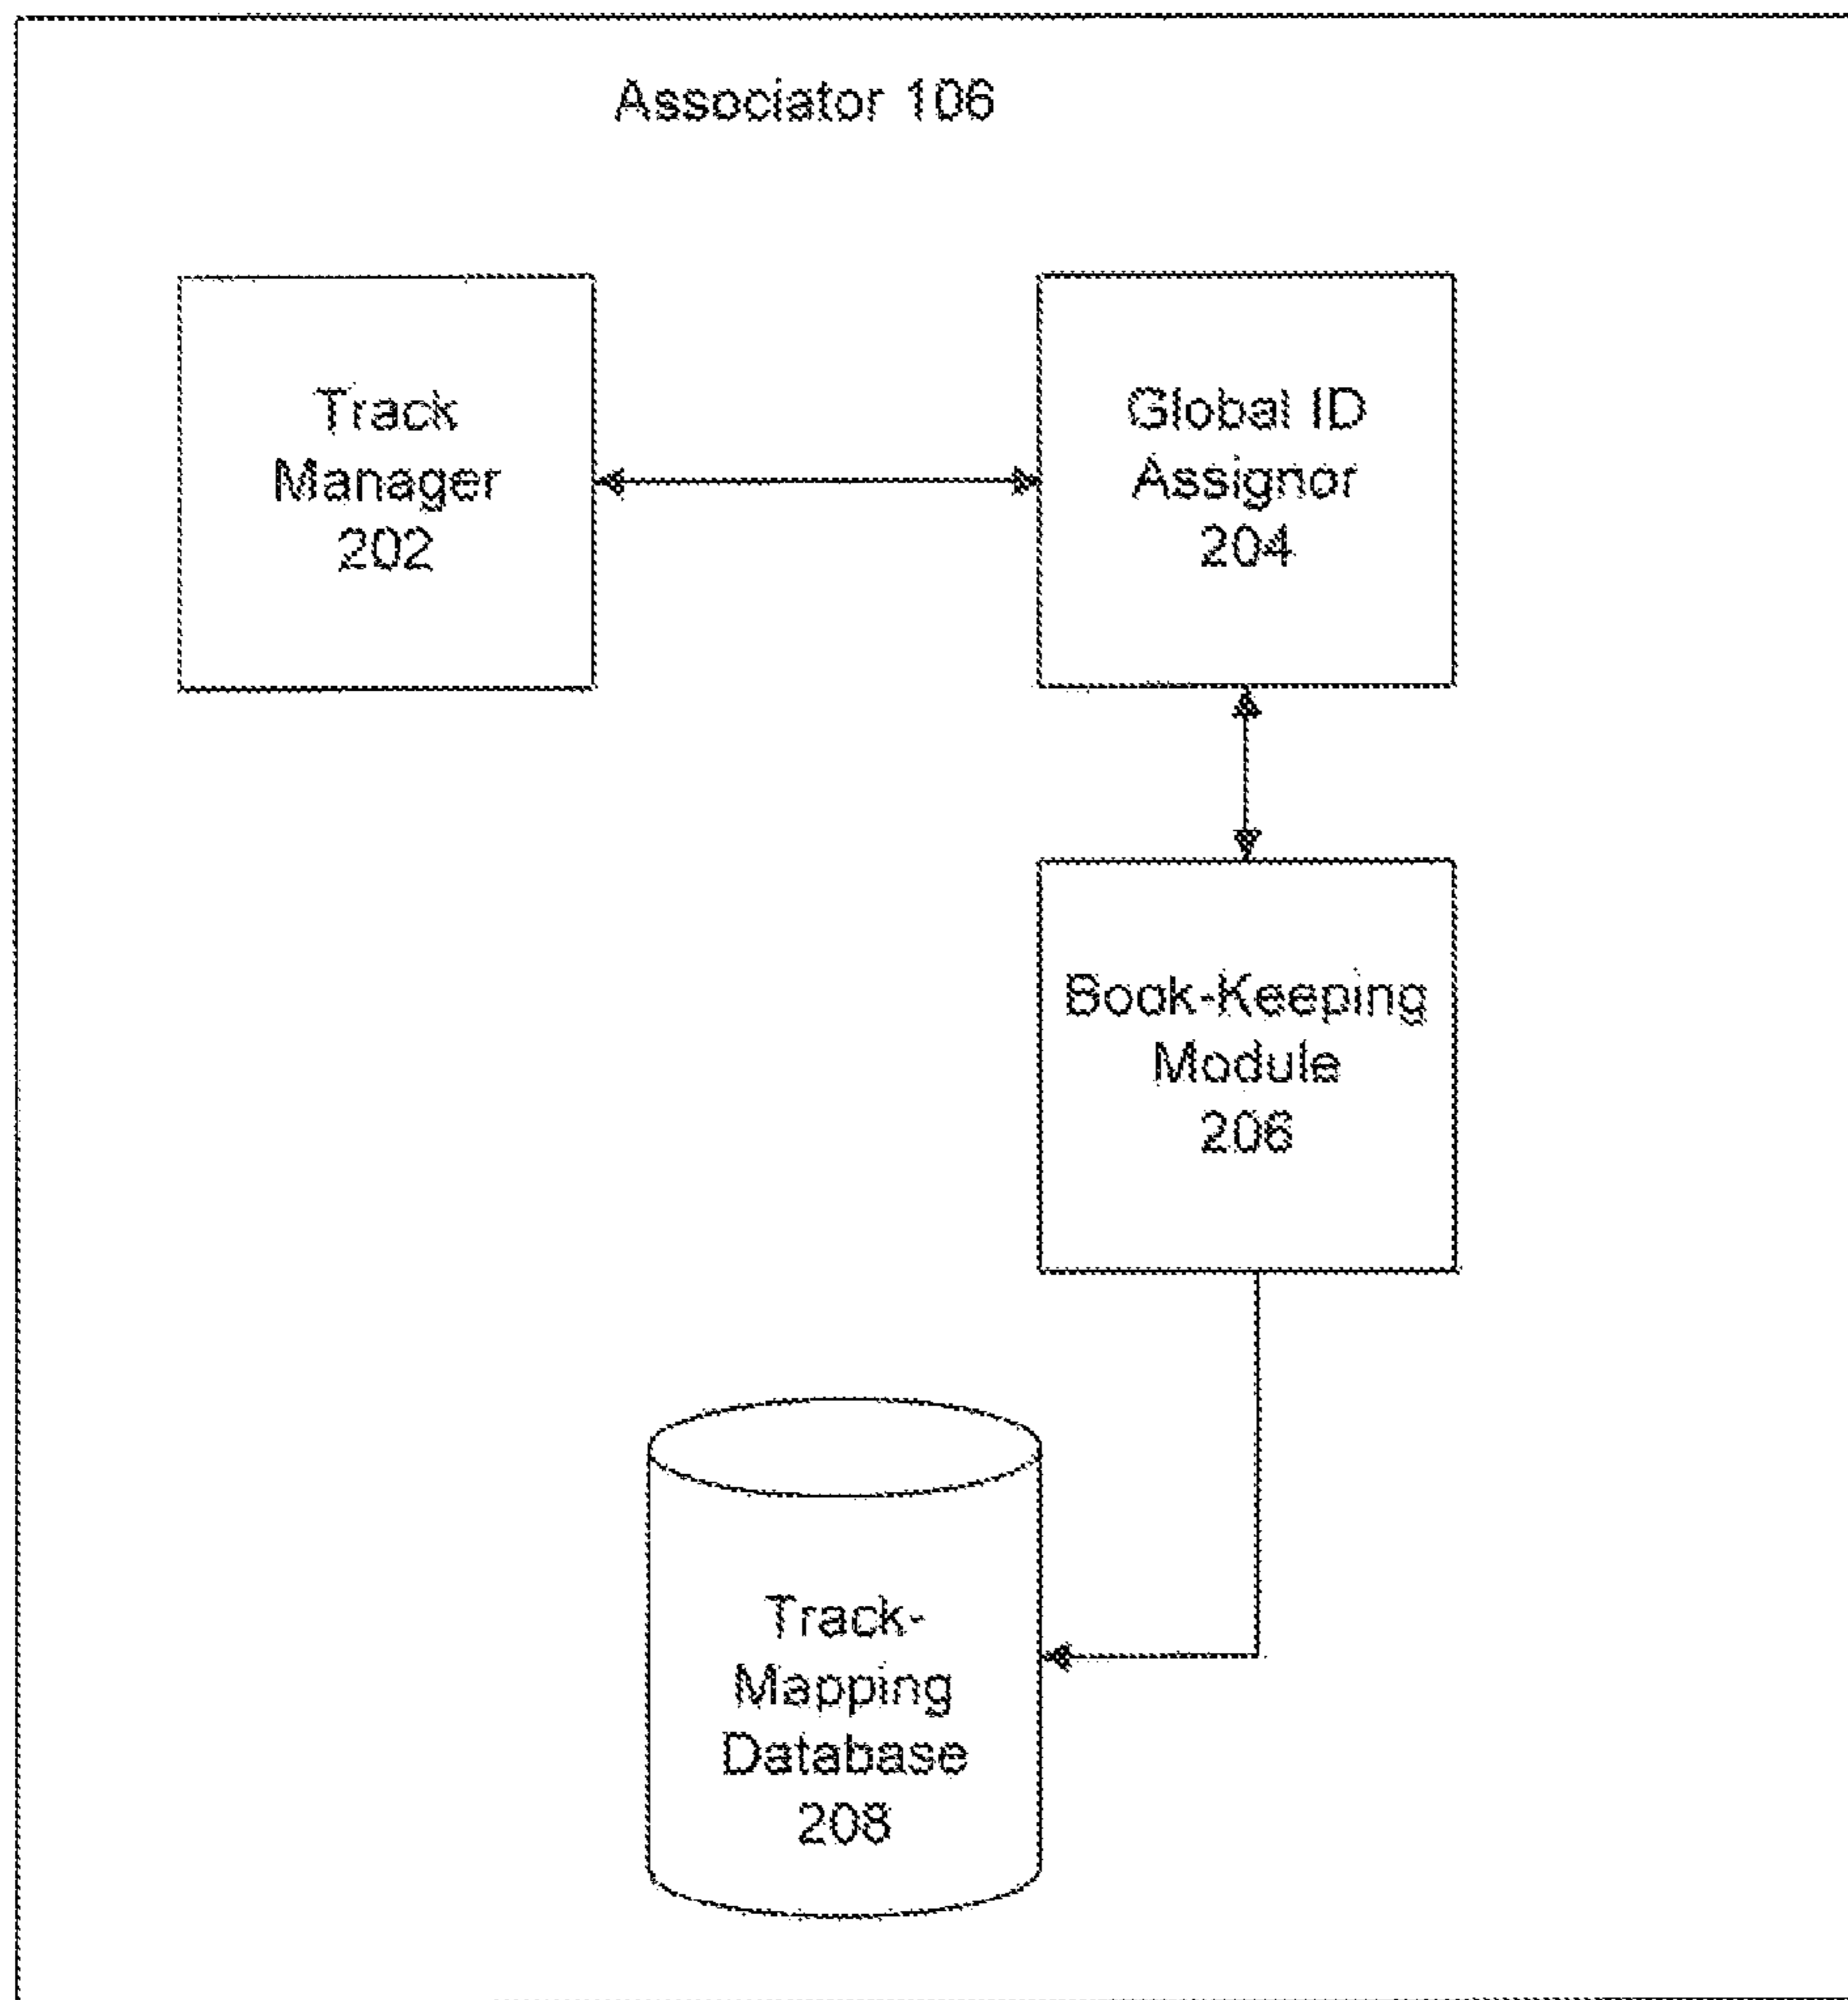 Associator 106
Track
Manager
202
Global ID
Assignor
204
Book-Keeping
Module
206
Track-
Mapping
Database
208